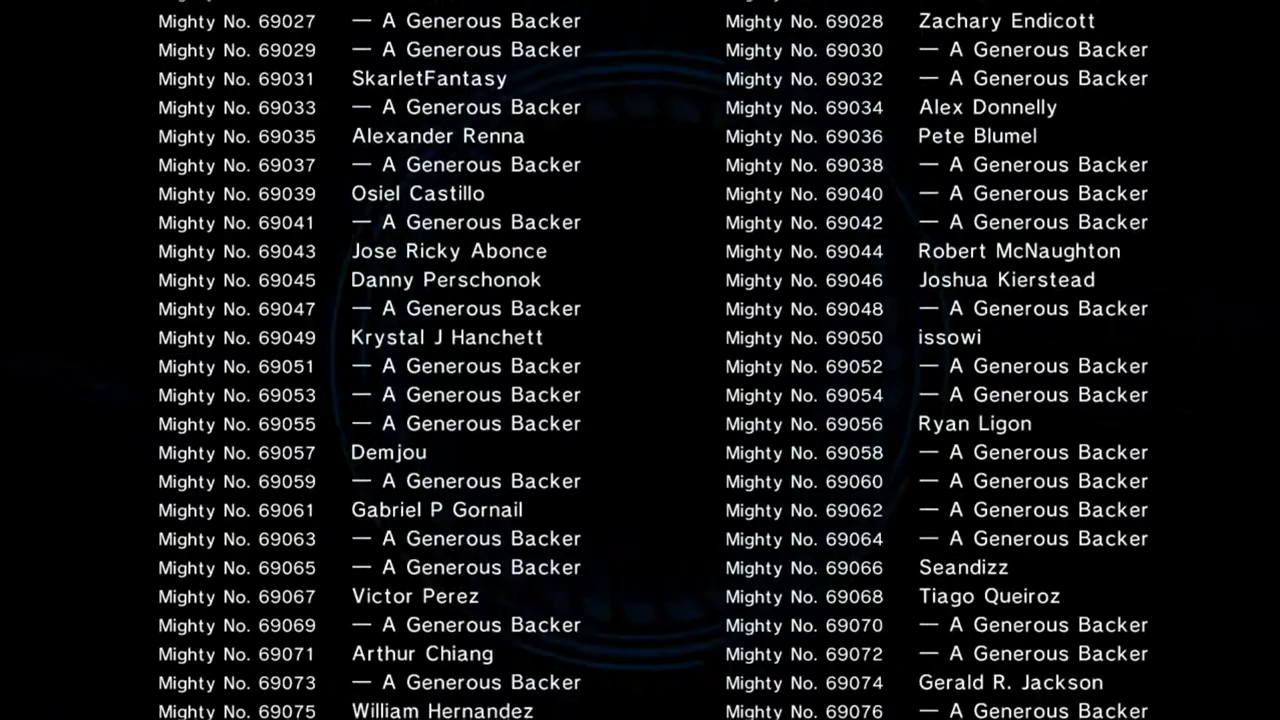 Mighty No. 69027 — A Generous Backer Mighty No. 69028 Zachary Endicott
Mighty No. 69029 — A Generous Backer Mighty No. 69030 — A Generous Backer
Mighty No. 69031 SkarletFantasy Mighty No. 69032 — A Generous Backer
Mighty No. 69033 — A Generous Backer Mighty No. 69034 Alex Donnelly
Mighty No. 69035 Alexander Renna Mighty No. 69036 Pete Blumel
Mighty No. 69037 — A Generous Backer Mighty No. 69038 — A Generous Backer
Mighty No. 69039 Osiel Castillo Mighty No. 69040 — A Generous Backer
Mighty No. 69041 — A Generous Backer Mighty No. 69042 — A Generous Backer
Mighty No. 69043 Jose Ricky Abonce Mighty No. 69044 Robert McNaughton
Mighty No. 69045 Danny Perschonok Mighty No. 69046 Joshua Kierstead
Mighty No. 69047 — A Generous Backer Mighty No. 69048 — A Generous Backer
Mighty No. 69049 Krystal J Hanchett Mighty No. 69050 issowi
Mighty No. 69051 — A Generous Backer Mighty No. 69052 — A Generous Backer
Mighty No. 69053 — A Generous Backer Mighty No. 69054 — A Generous Backer
Mighty No. 69055 — A Generous Backer Mighty No. 69056 Ryan Ligon
Mighty No. 69057 Demjou Mighty No. 69058 — A Generous Backer
Mighty No. 69059 — A Generous Backer Mighty No. 69060 — A Generous Backer
Mighty No. 69061 Gabriel P Gornail Mighty No. 69062 — A Generous Backer
Mighty No. 69063 — A Generous Backer Mighty No. 69064 — A Generous Backer
Mighty No. 69065 — A Generous Backer Mighty No. 69066 Seandizz
Mighty No. 69067 Victor Perez Mighty No. 69068 Tiago Queiroz
Mighty No. 69069 — A Generous Backer Mighty No. 69070 — A Generous Backer
Mighty No. 69071 Arthur Chiang Mighty No. 69072 — A Generous Backer
Mighty No. 69073 — A Generous Backer Mighty No. 69074 Gerald R. Jackson
Mighty No. 69075 William Hernandez Mighty No. 69076 — A Generous Backer